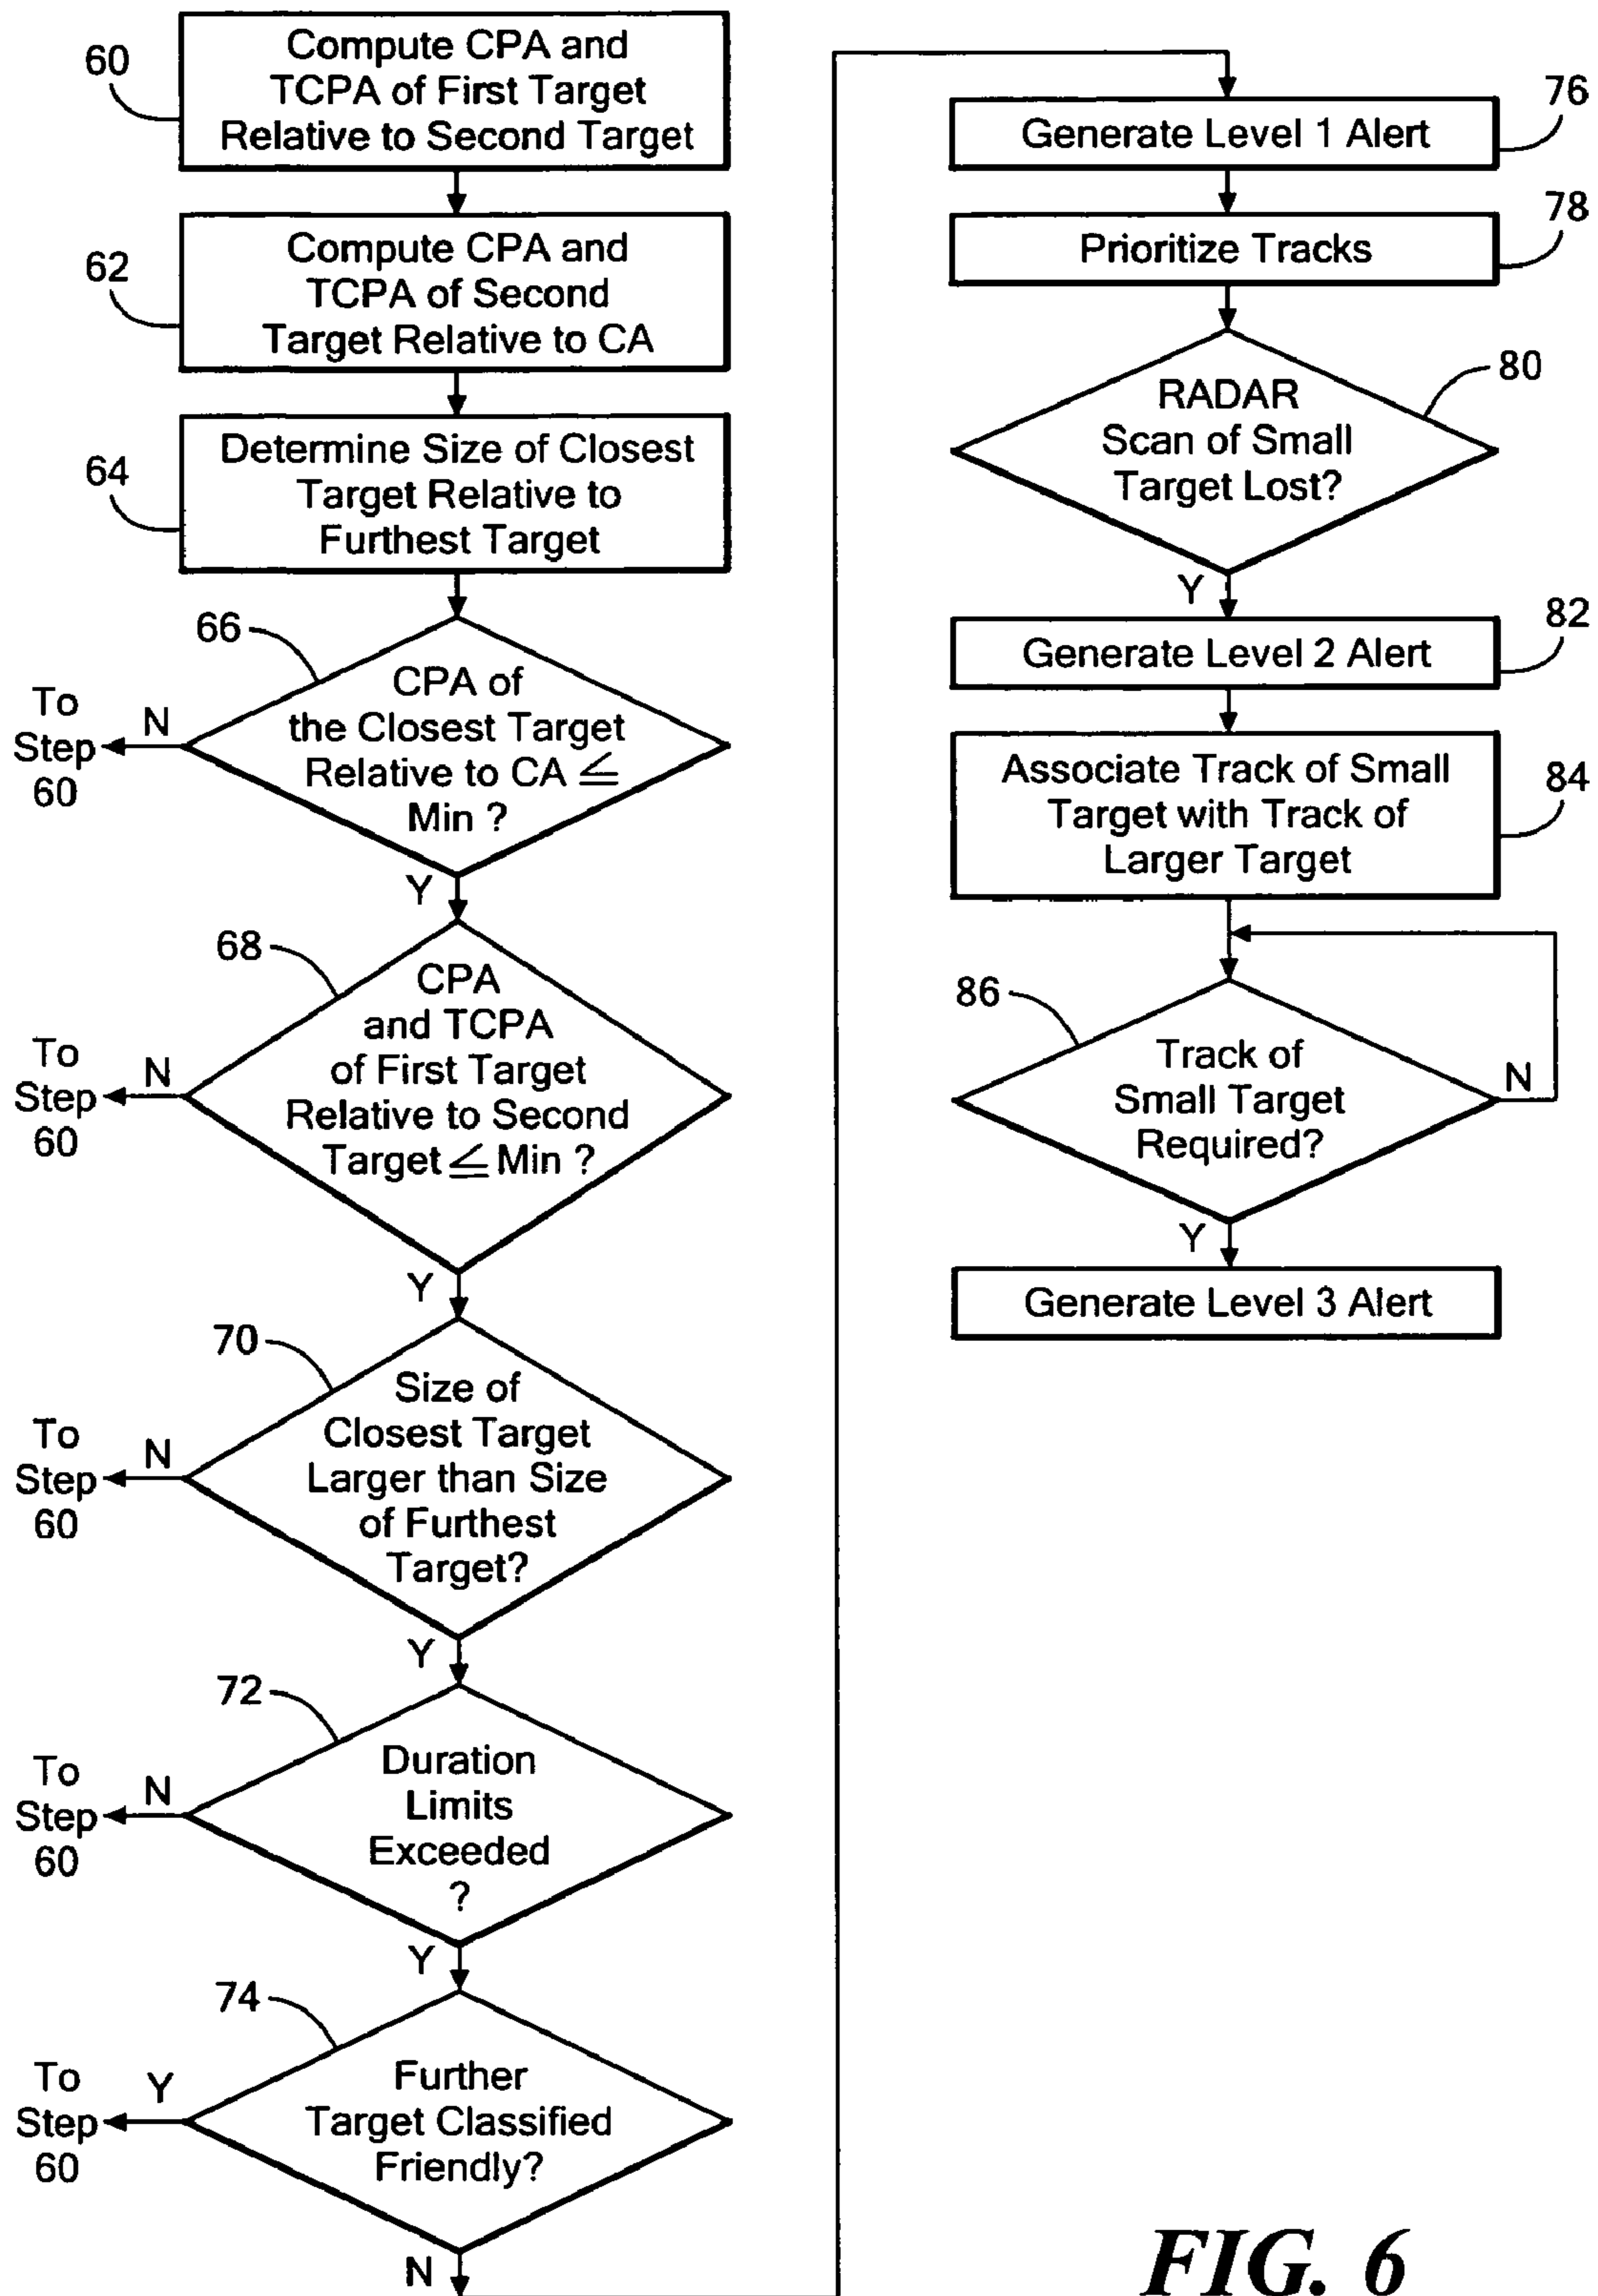 60
Compute CPA and
TCPA of First Target
Relative to Second Target
62
Compute CPA and
TCPA of Second
Target Relative to CA
64
Determine Size of Closest
Target Relative to
Furthest Target
66
CPA of
the Closest Target
Relative to CA ≦
Min ?
To
Step
60
N
Y
68
CPA
and TCPA
of First Target
Relative to Second
Target ≦ Min ?
To
Step
60
N
Y
70
Size of
Closest Target
Larger than Size
of Furthest
Target?
To
Step
60
N
Y
72
Duration
Limits
Exceeded
?
To
Step
60
N
Y
74
Further
Target Classified
Friendly?
To
Step
60
Y
N
76
Generate Level 1 Alert
78
Prioritize Tracks
80
RADAR
Scan of Small
Target Lost?
Y
82
Generate Level 2 Alert
84
Associate Track of Small
Target with Track of
Larger Target
86
Track of
Small Target
Required?
N
Y
Generate Level 3 Alert
FIG. 6